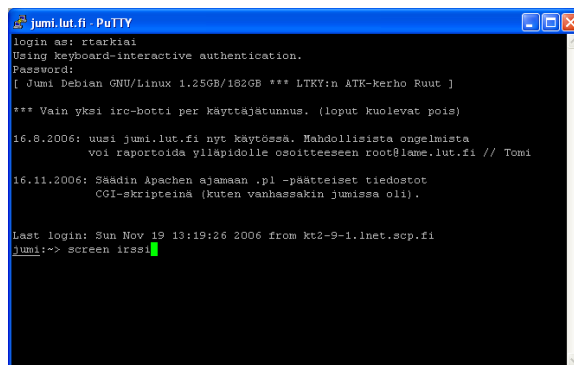 jumi.lut.fi - PuTTY
login as: rtarkiai
Using keyboard-interactive authentication.
Password:
[ Jumi Debian GNU/Linux 1.25GB/182GB *** LTKY:n ATK-kerho Ruut ]
*** Vain yksi irc-botti per käyttäjätunnus. (loput kuolevat pois)
16.8.2006: uusi jumi.lut.fi nyt käytössä. Mahdollisista ongelmista
voi raportoida ylläpidolle osoitteeseen root@lame.lut.fi // Tomi
16.11.2006: Säädin Apachen ajamaan .pl -päätteiset tiedostot
CGI-skripteinä (kuten vanhassakin jumissa oli).
Last login: Sun Nov 19 13:19:26 2006 from kt2-9-1.lnet.scp.fi
jumi:~> screen irssi